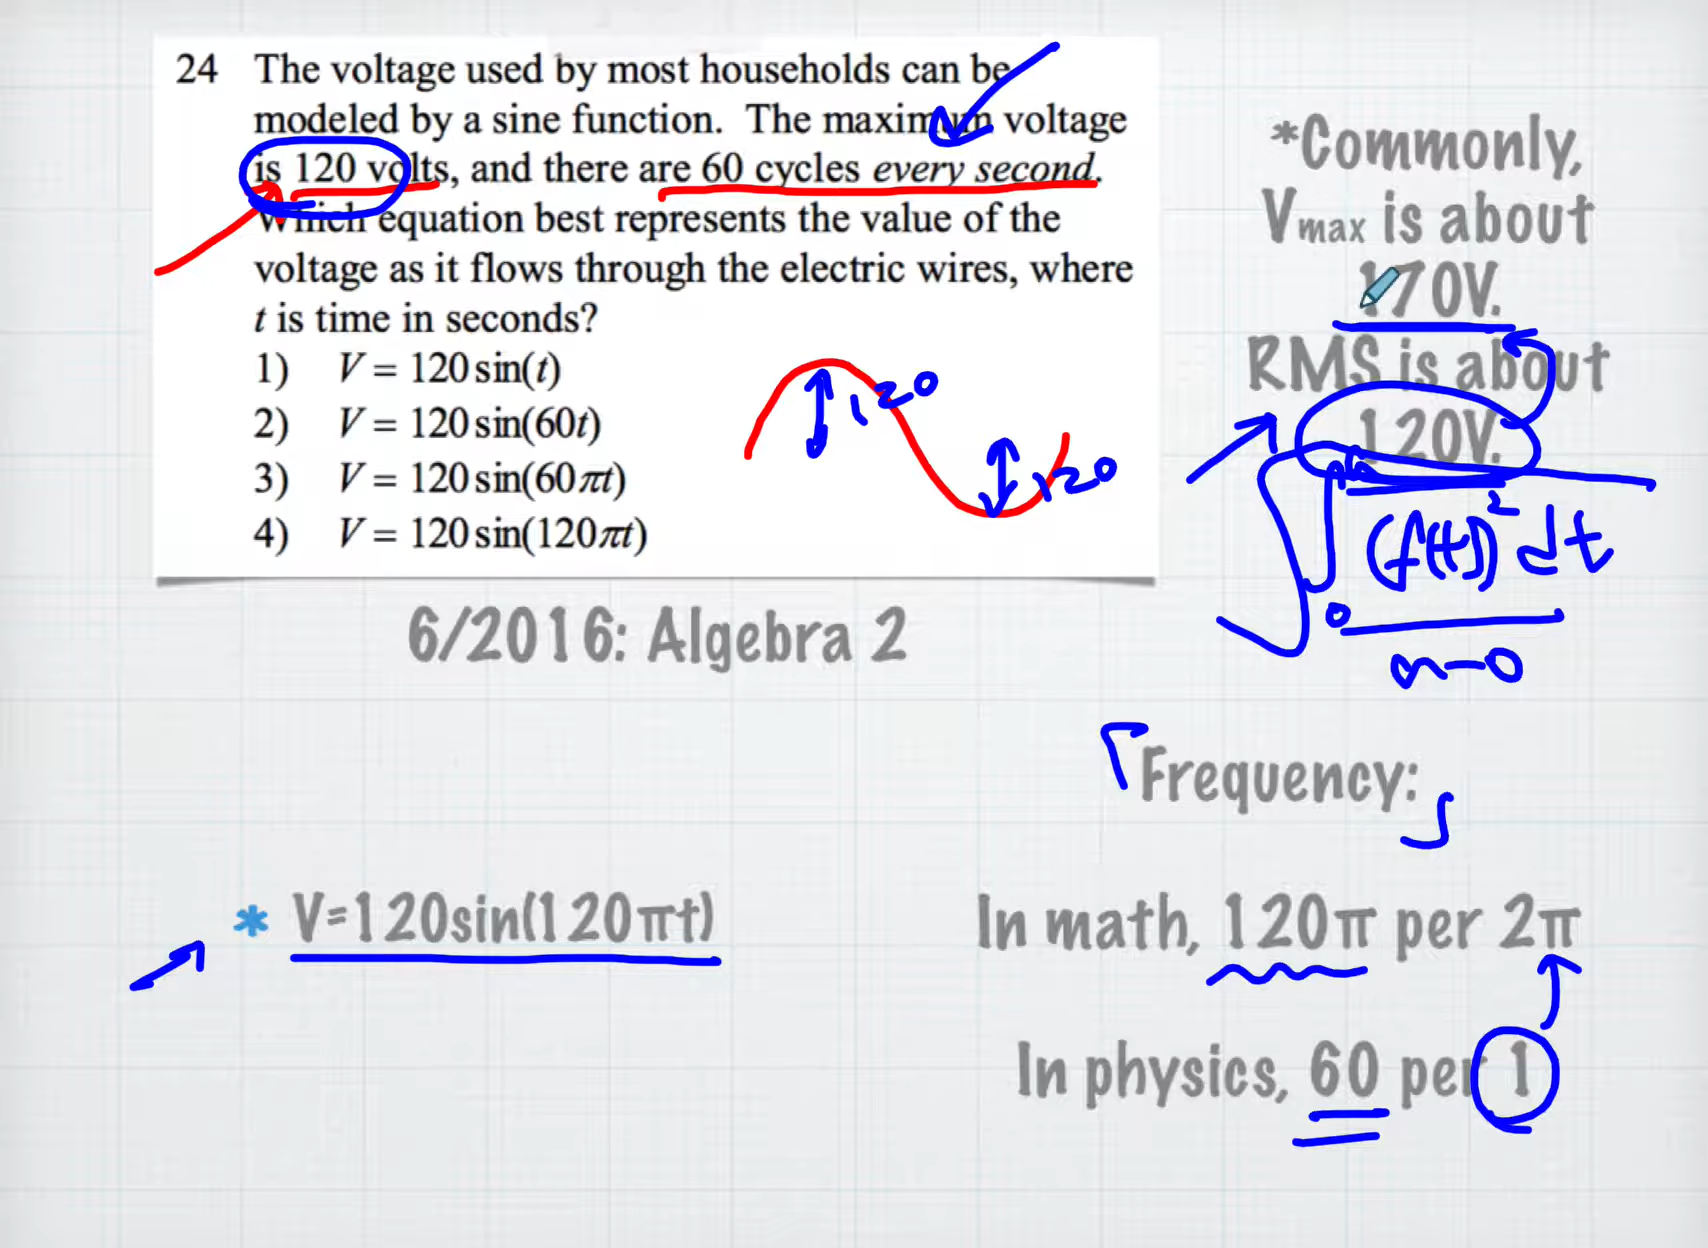 24 The voltage used by most households can be
modeled by a sine function. The maximum voltage
is 120 volts, and there are 60 cycles every second.
Which equation best represents the value of the
voltage as it flows through the electric wires, where
t is time in seconds?
1) V = 120 sin(t)
2) V = 120 sin(60t)
3) V = 120 sin(60πt)
4) V = 120 sin(120πt)
120
120
6/2016: Algebra 2
*Commonly,
Vmax is about
170V.
RMS is about
120V.
√ ∫₀ⁿ (f(t))² dt
n-0
Frequency:
* V=120sin(120πt)
In math, 120π per 2π
In physics, 60 per 1